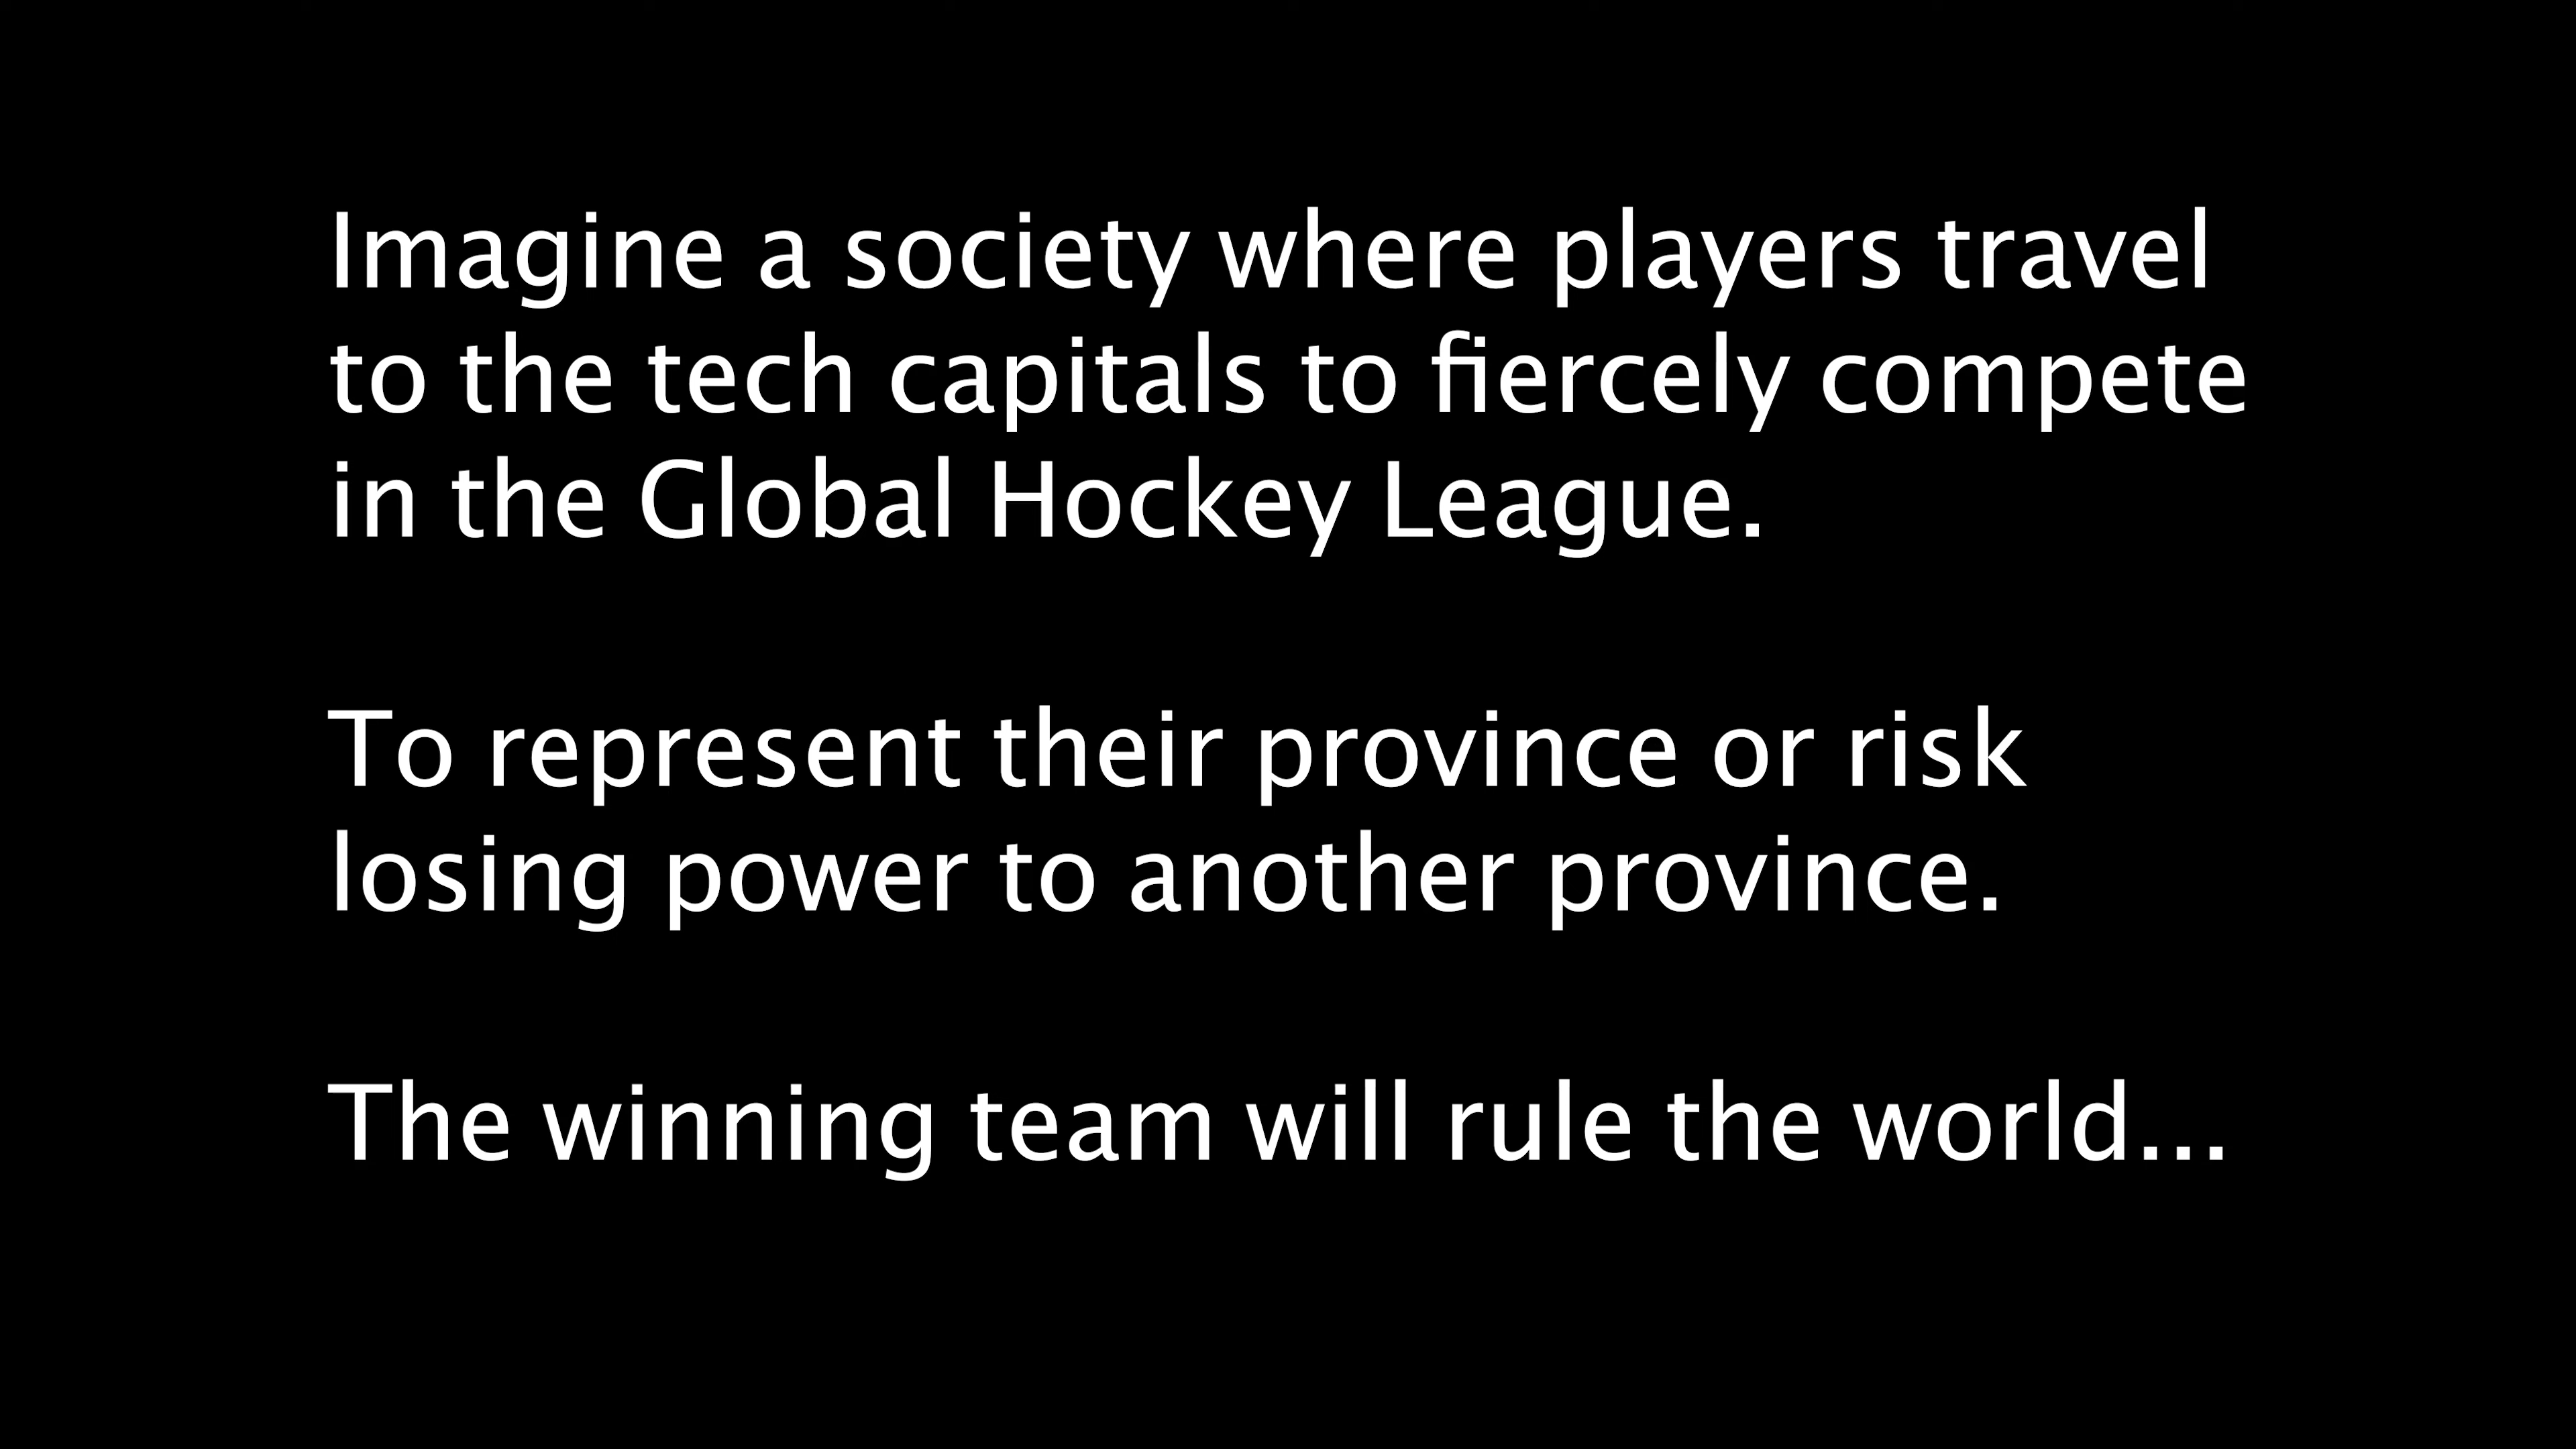 Imagine a society where players travel
to the tech capitals to fiercely compete
in the Global Hockey League.
To represent their province or risk
losing power to another province.
The winning team will rule the world...